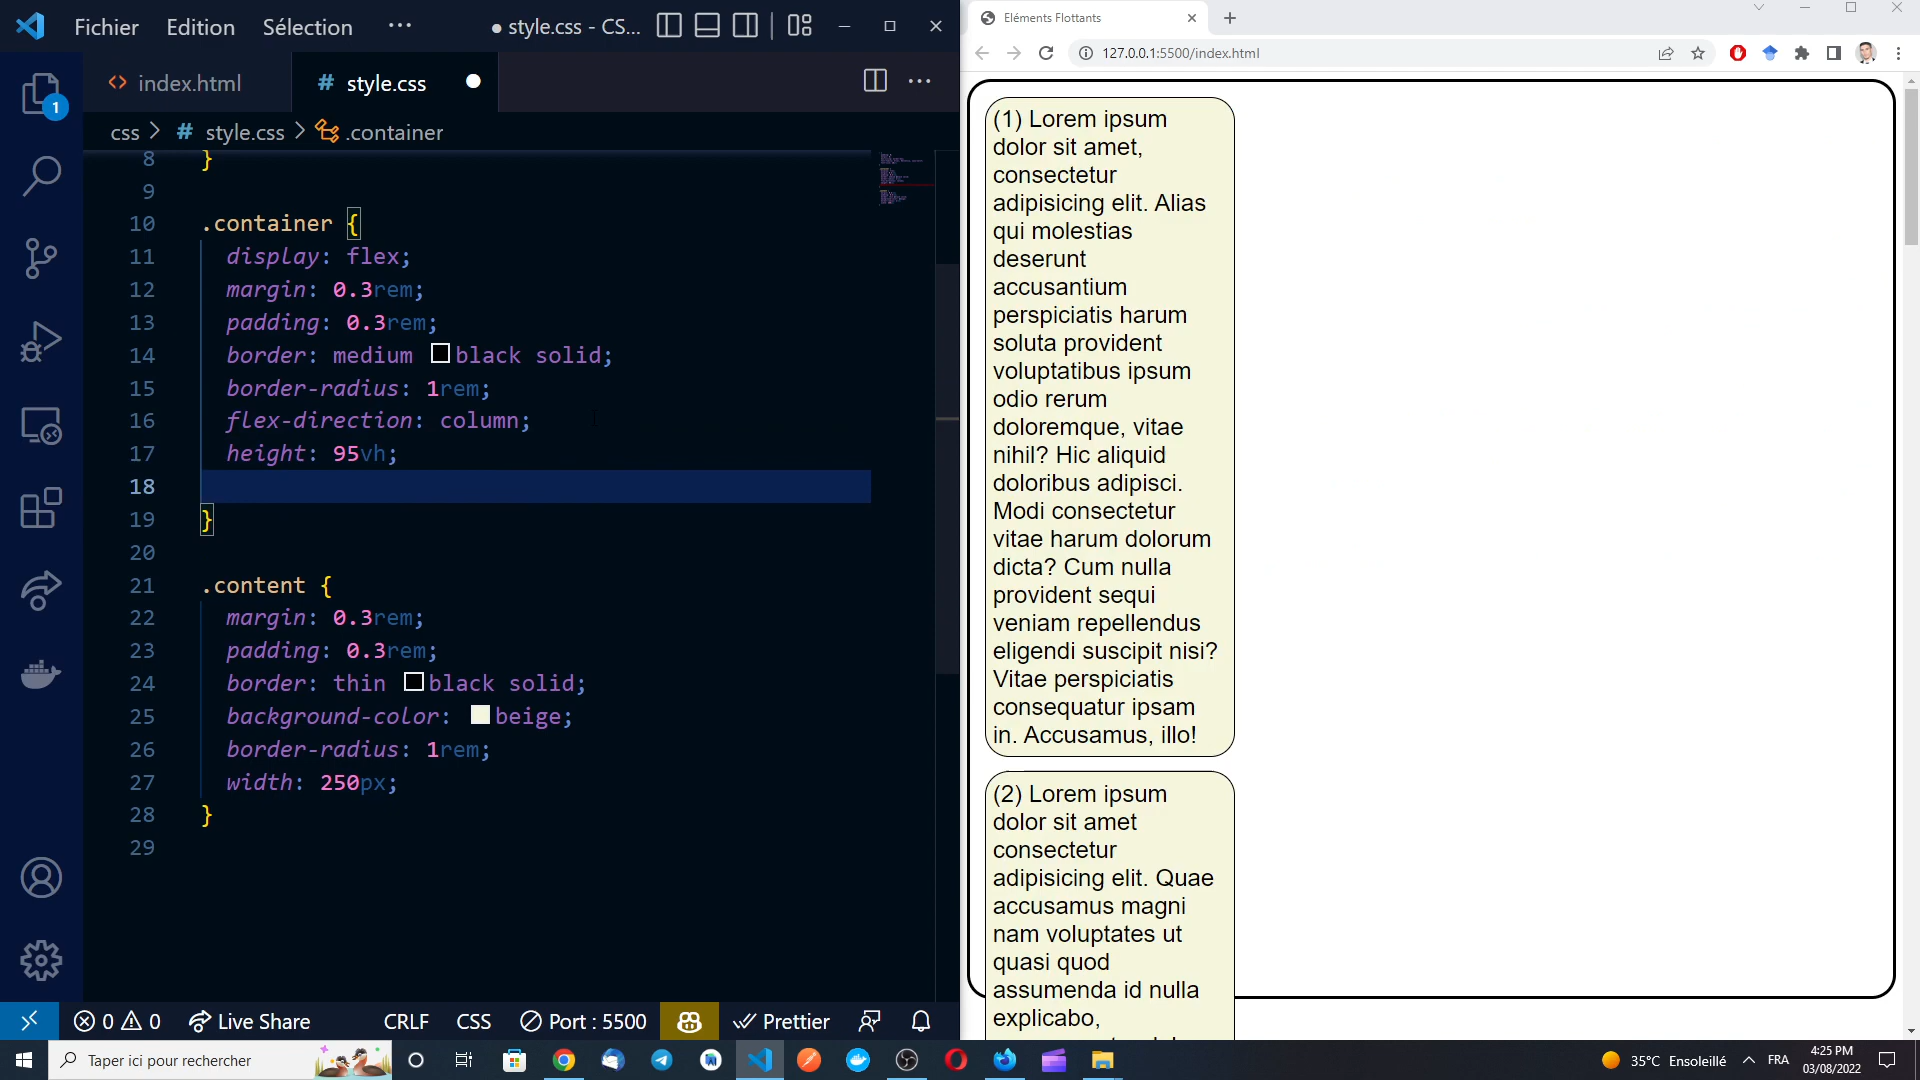 Fichier Edition Sélection ··· ● style.css - CS...
<> index.html # style.css ● ···
css > # style.css > .container
1
8 }
9
10 .container {
11 display: flex;
12 margin: 0.3rem;
13 padding: 0.3rem;
14 border: medium black solid;
15 border-radius: 1rem;
16 flex-direction: column;
17 height: 95vh;
18
19 }
20
21 .content {
22 margin: 0.3rem;
23 padding: 0.3rem;
24 border: thin black solid;
25 background-color: beige;
26 border-radius: 1rem;
27 width: 250px;
28 }
29
0 0 Live Share CRLF CSS Port : 5500 Prettier
Eléments Flottants
127.0.0.1:5500/index.html
(1) Lorem ipsum
dolor sit amet,
consectetur
adipisicing elit. Alias
qui molestias
deserunt
accusantium
perspiciatis harum
soluta provident
voluptatibus ipsum
odio rerum
doloremque, vitae
nihil? Hic aliquid
doloribus adipisci.
Modi consectetur
vitae harum dolorum
dicta? Cum nulla
provident sequi
veniam repellendus
eligendi suscipit nisi?
Vitae perspiciatis
consequatur ipsam
in. Accusamus, illo!
(2) Lorem ipsum
dolor sit amet
consectetur
adipisicing elit. Quae
accusamus magni
nam voluptates ut
quasi quod
assumenda id nulla
explicabo,
Taper ici pour rechercher
35°C Ensoleillé FRA
4:25 PM
03/08/2022